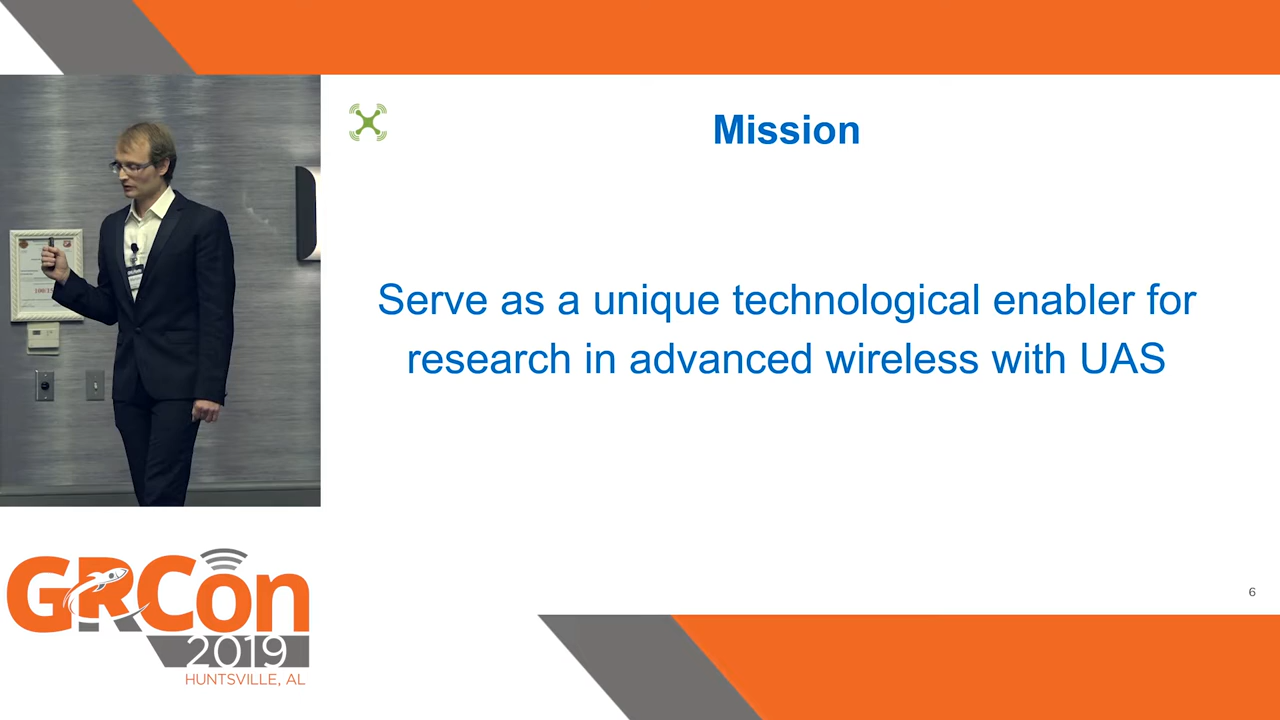 Mission
Serve as a unique technological enabler for
research in advanced wireless with UAS
6
GRCon
2019
HUNTSVILLE, AL